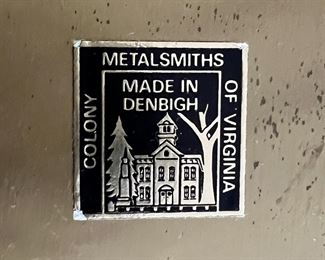 COLONY
METALSMITHS
OF VIRGINIA
MADE IN
DENBIGH